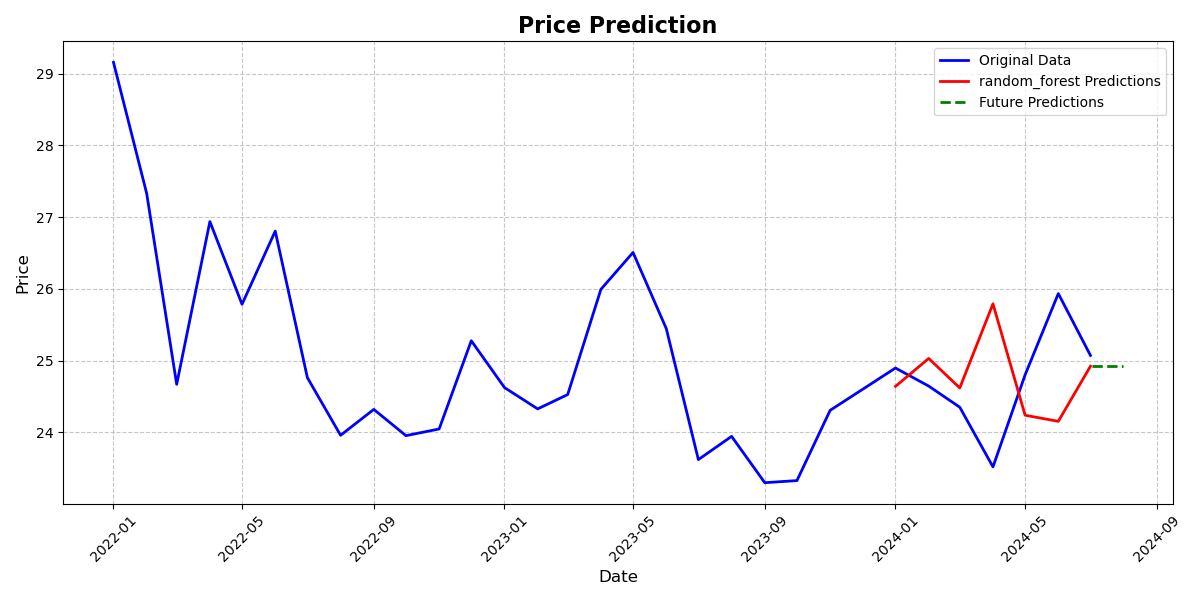 Price Prediction
Original Data
random_forest Predictions
Future Predictions
Price
29
28
27
26
25
24
2022-01
2022-05
2022-09
2023-01
2023-05
2023-09
2024-01
2024-05
2024-09
Date